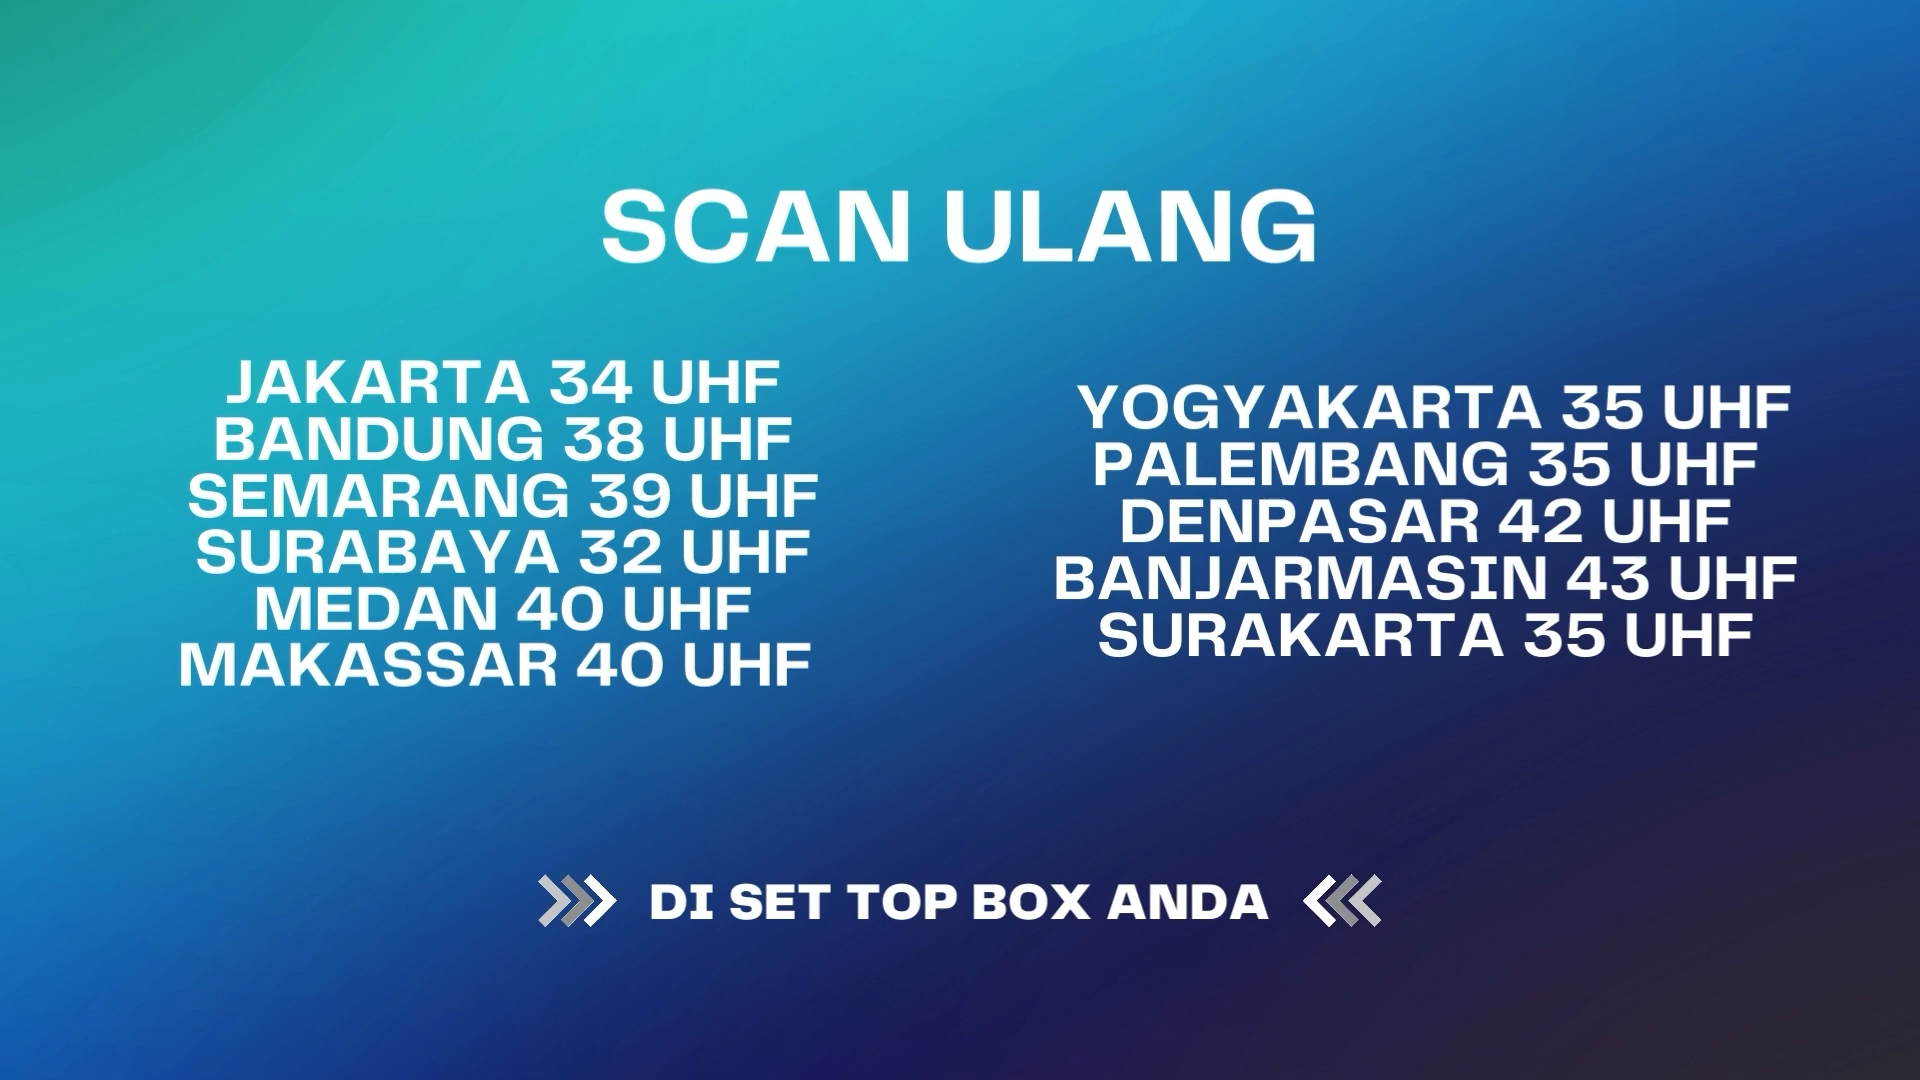 SCAN ULANG
JAKARTA 34 UHF
BANDUNG 38 UHF
SEMARANG 39 UHF
SURABAYA 32 UHF
MEDAN 40 UHF
MAKASSAR 40 UHF
YOGYAKARTA 35 UHF
PALEMBANG 35 UHF
DENPASAR 42 UHF
BANJARMASIN 43 UHF
SURAKARTA 35 UHF
DI SET TOP BOX ANDA